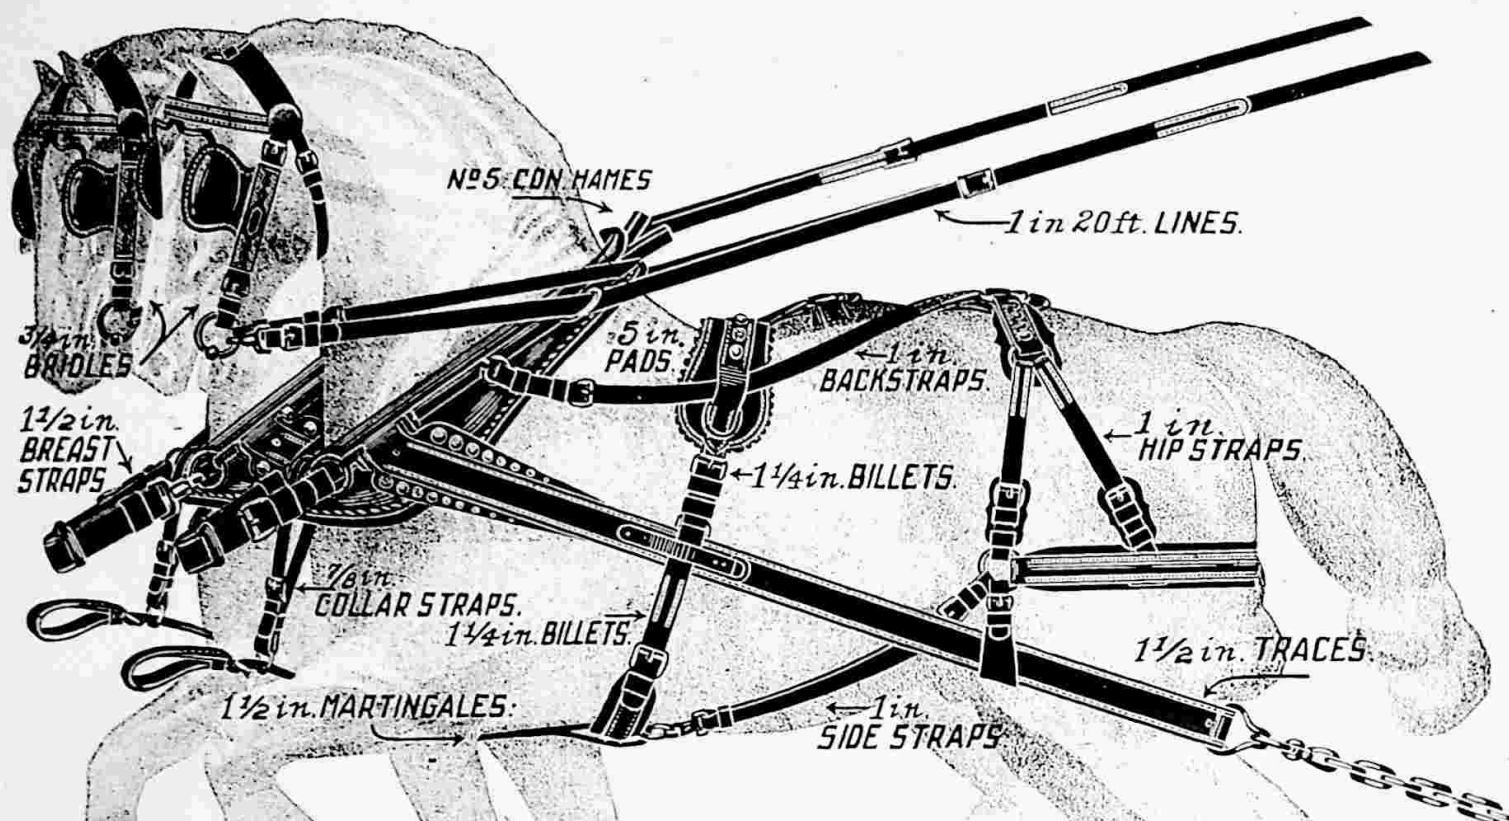 No 5 CON HAMES
1 in 20 ft. LINES.
3/4 in.
BRIDLES
5 in.
PADS.
1 in
BACKSTRAPS.
1 1/2 in.
BREAST
STRAPS
1 in.
HIP STRAPS.
1 1/4 in. BILLETS.
7/8 in.
COLLAR STRAPS.
1 1/4 in. BILLETS.
1 1/2 in. TRACES.
1 1/2 in. MARTINGALES:
1 in.
SIDE STRAPS